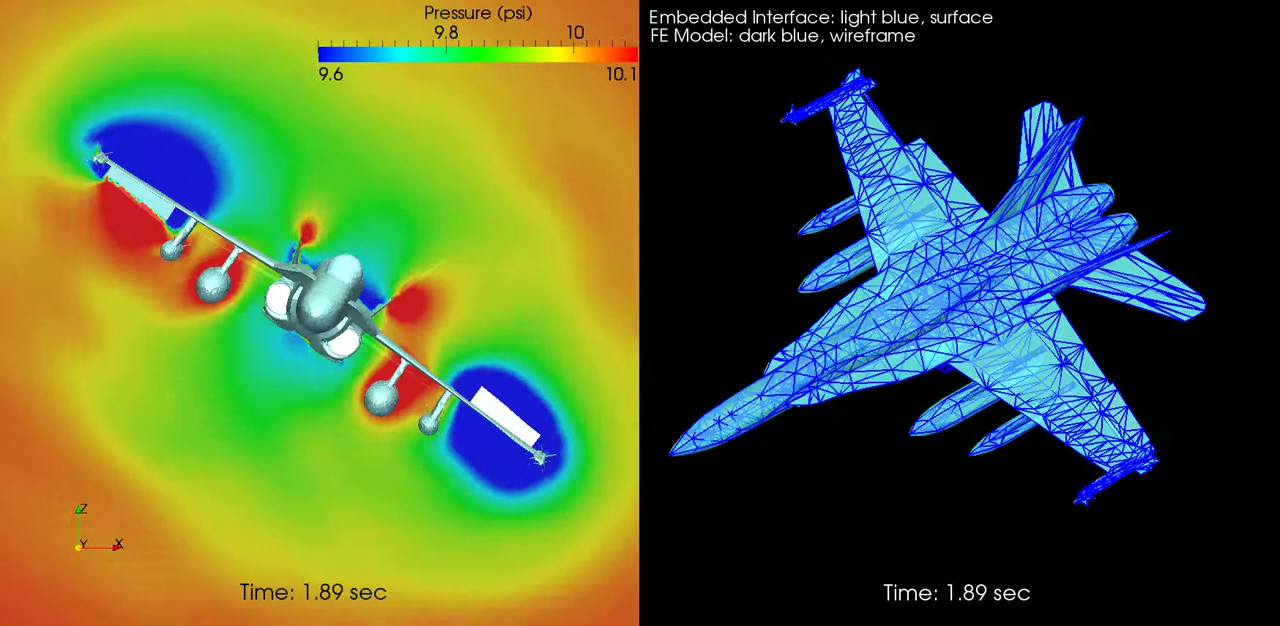 Pressure (psi)
9.8 10
9.6 10.1
Z
Y X
Time: 1.89 sec
Embedded Interface: light blue, surface
FE Model: dark blue, wireframe
Time: 1.89 sec